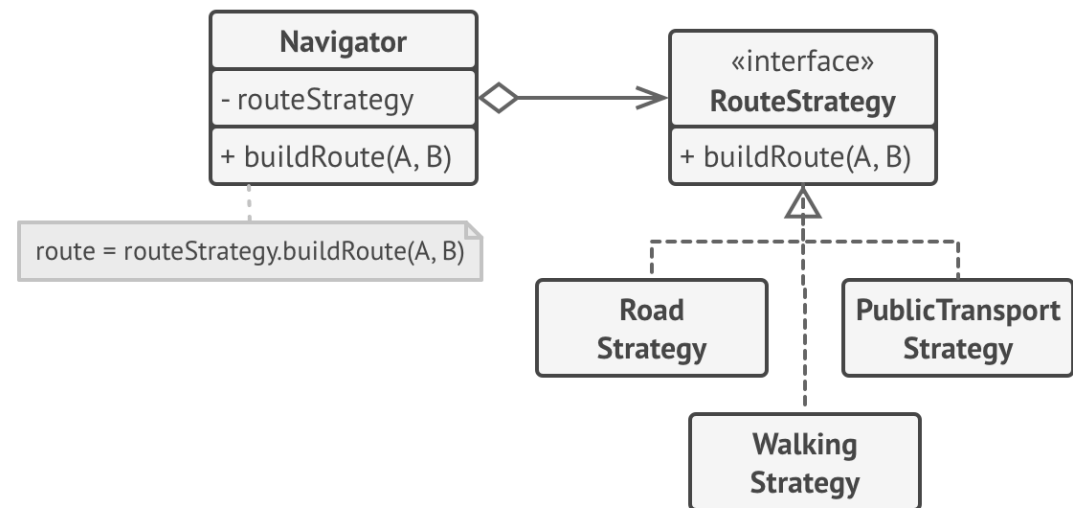 Navigator
- routeStrategy
+ buildRoute(A, B)
route = routeStrategy.buildRoute(A, B)
«interface»
RouteStrategy
+ buildRoute(A, B)
Road
Strategy
PublicTransport
Strategy
Walking
Strategy